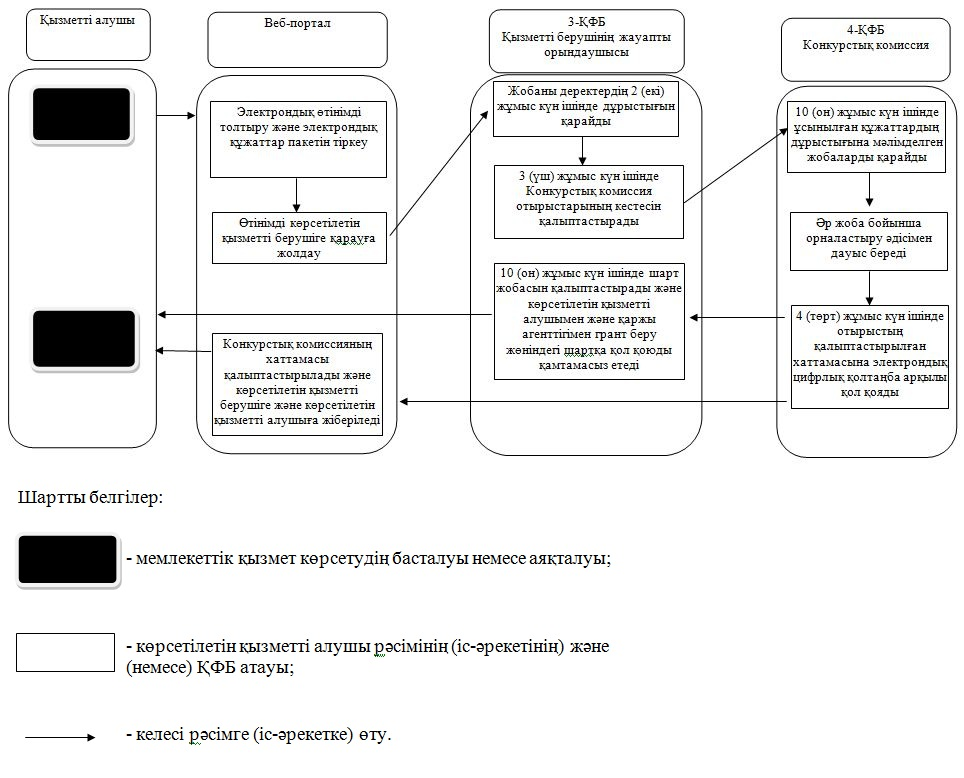 Қызметті алушы
Веб-портал
3-ҚФБ
Қызметті берушінің жауапты
орындаушысы
4-ҚФБ
Конкурстық комиссия
Электрондық өтінімді
толтыру және электрондық
құжаттар пакетін тіркеу
Өтінімді көрсетілетін
қызметті берушіге қарауға
жолдау
Конкурстық комиссияның
хаттамасы
қалыптастырылады және
көрсетілетін қызметті
берушіге және көрсетілетін
қызметті алушыға жіберіледі
Жобаны деректердің 2 (екі)
жұмыс күн ішінде дұрыстығын
қарайды
3 (үш) жұмыс күн ішінде
Конкурстық комиссия
отырыстарының кестесін
қалыптастырады
10 (он) жұмыс күн ішінде шарт
жобасын қалыптастырады және
көрсетілетін қызметті
алушымен және қаржы
агенттігімен грант беру
жөніндегі шартқа қол қоюды
қамтамасыз етеді
10 (он) жұмыс күн ішінде
ұсынылған құжаттардың
дұрыстығына мәлімделген
жобаларды қарайды
Әр жоба бойынша
орналастыру әдісімен
дауыс береді
4 (төрт) жұмыс күн ішінде
отырыстың
қалыптастырылған
хаттамасына электрондық
цифрлық қолтаңба арқылы
қол қояды
Шартты белгілер:
- мемлекеттік қызмет көрсетудің басталуы немесе аяқталуы;
- көрсетілетін қызметті алушы рәсімінің (іс-әрекетінің) және
(немесе) ҚФБ атауы;
- келесі рәсімге (іс-әрекетке) өту.